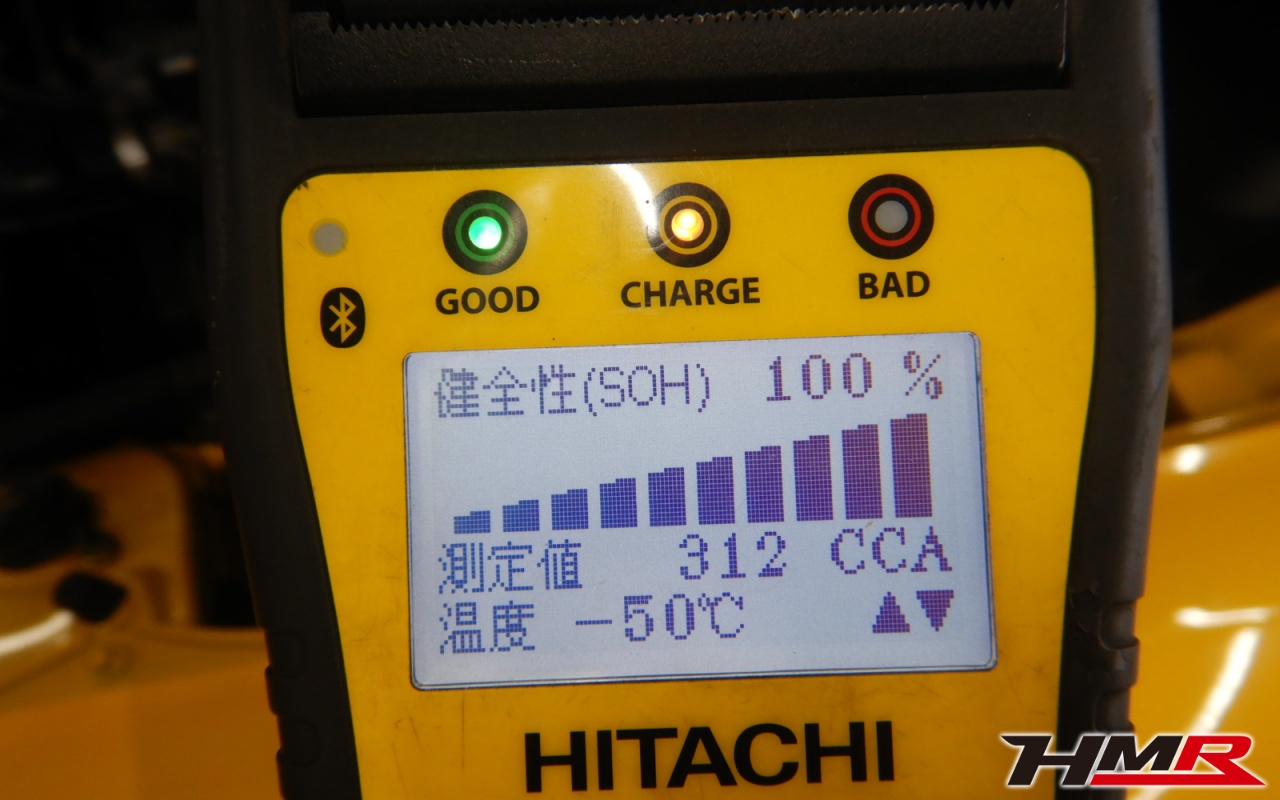 GOOD
CHARGE
BAD
健全性(SOH) 100 %
測定値 312 CCA
温度 -50℃ ▲▼
HITACHI
HMR